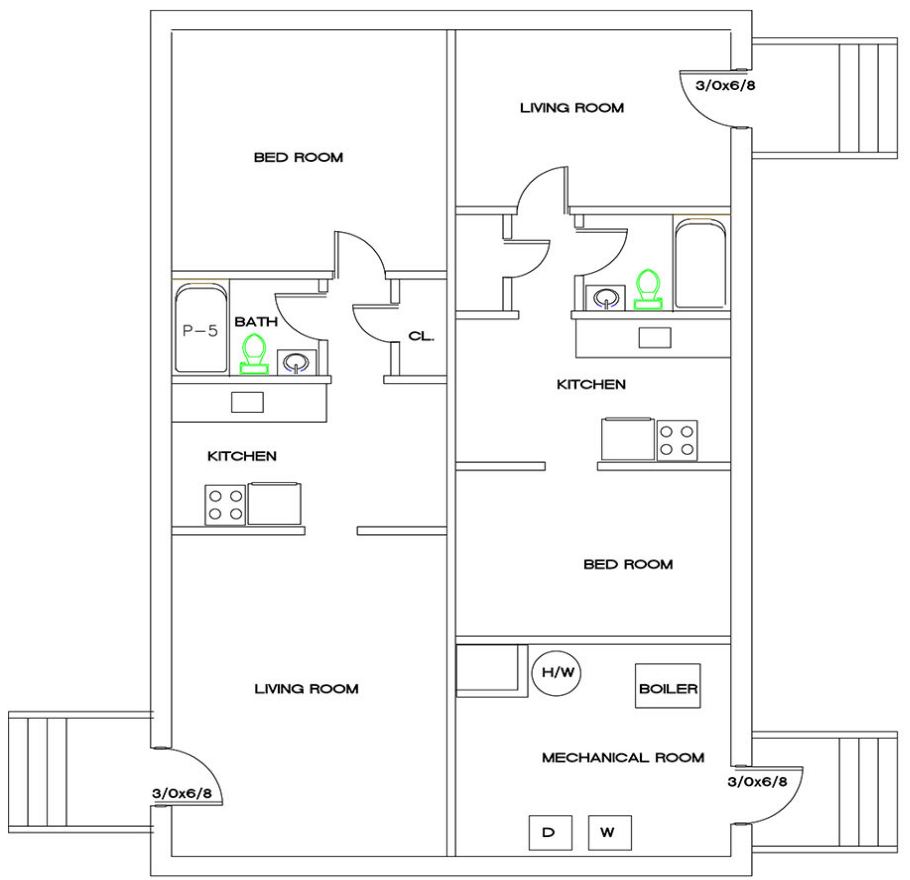 3/0x6/8
LIVING ROOM
BED ROOM
BATH
P-5
CL.
KITCHEN
KITCHEN
BED ROOM
LIVING ROOM
H/W
BOILER
MECHANICAL ROOM
3/0x6/8
3/0x6/8
D
W